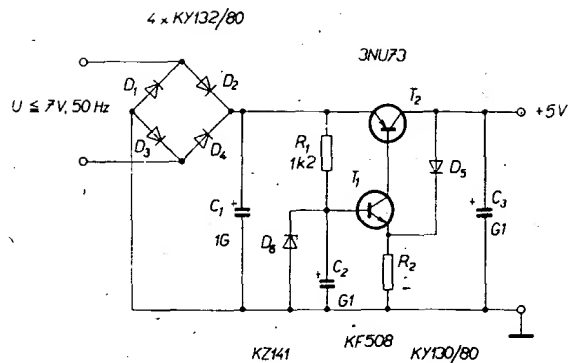 4 x KY132/80
3NU73
U ≤ 7V, 50 Hz
D1
D2
D3
D4
T2
+5V
R1
1k2
T1
D5
C1
+
1G
D6
C2
+
G1
R2
–
C3
+
G1
KZ141
KF508
KY130/80